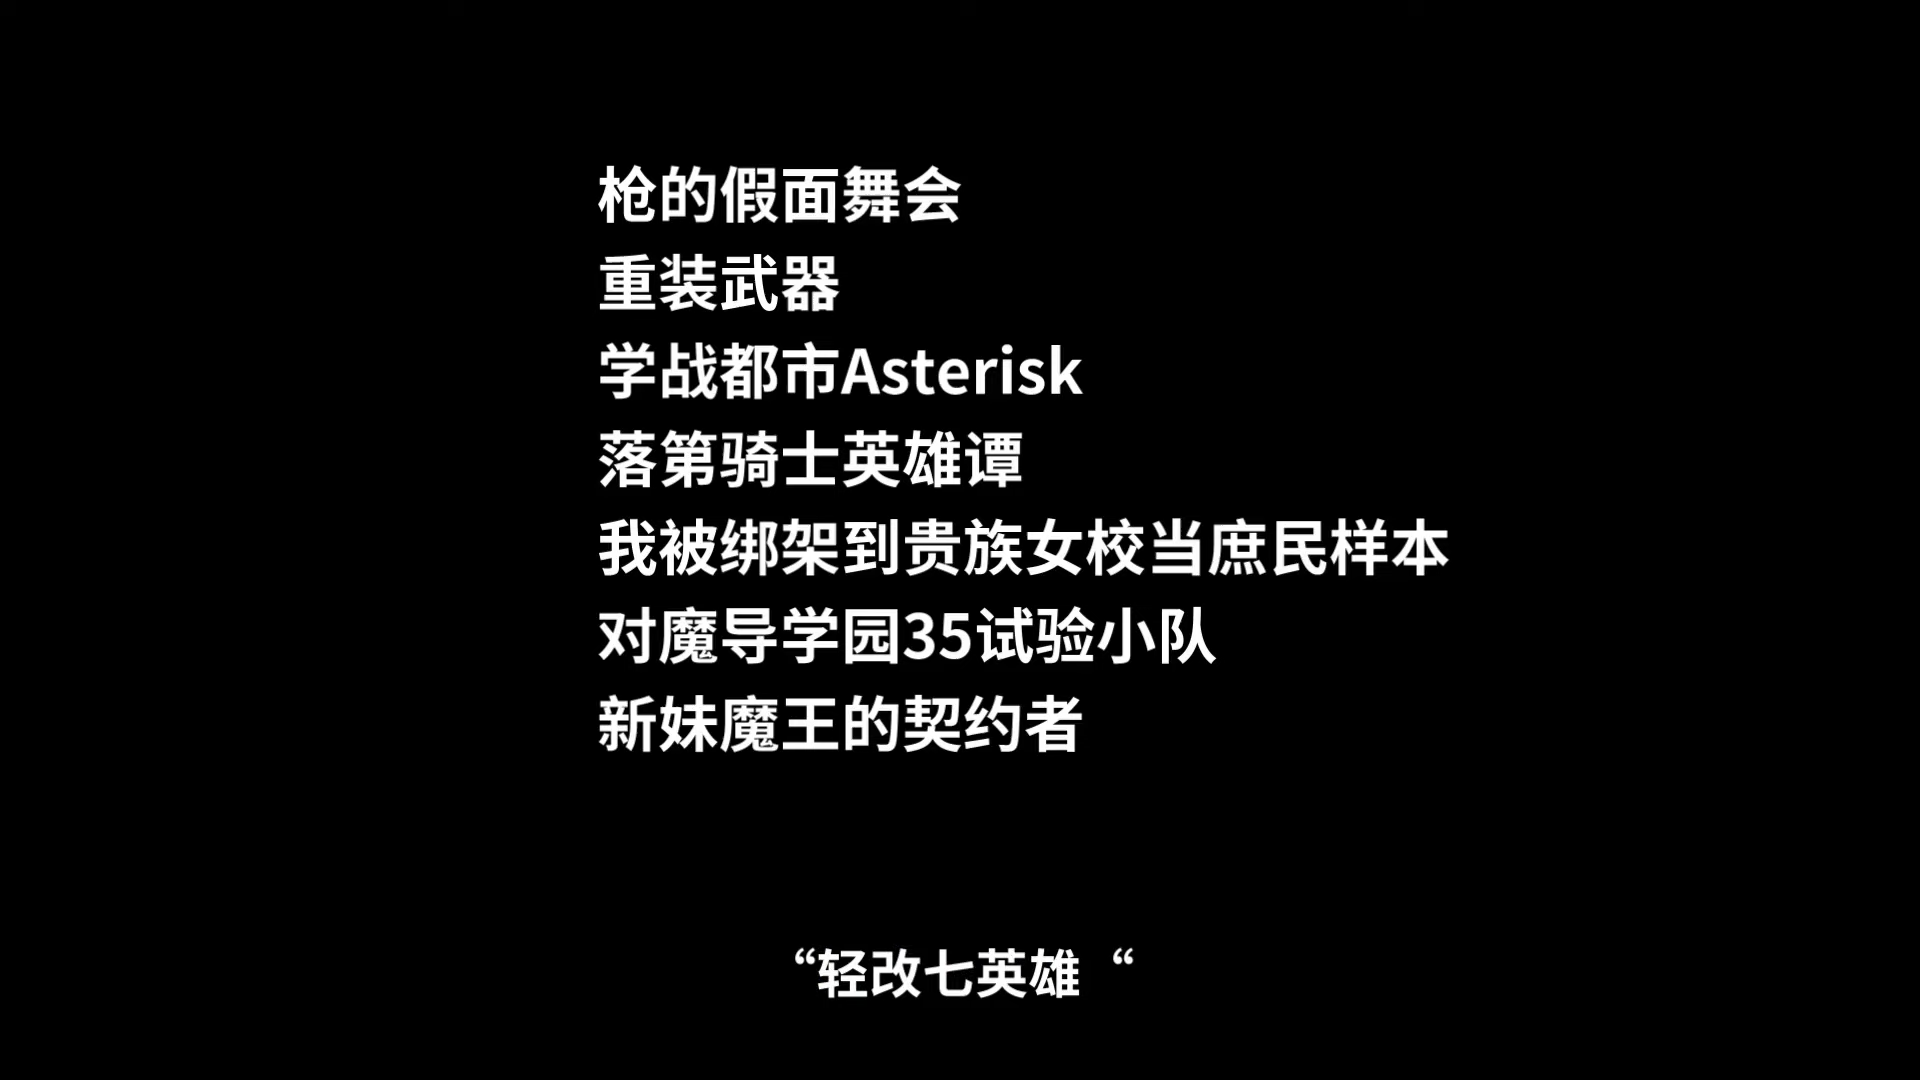 枪的假面舞会
重装武器
学战都市Asterisk
落第骑士英雄谭
我被绑架到贵族女校当庶民样本
对魔导学园35试验小队
新妹魔王的契约者
“轻改七英雄“